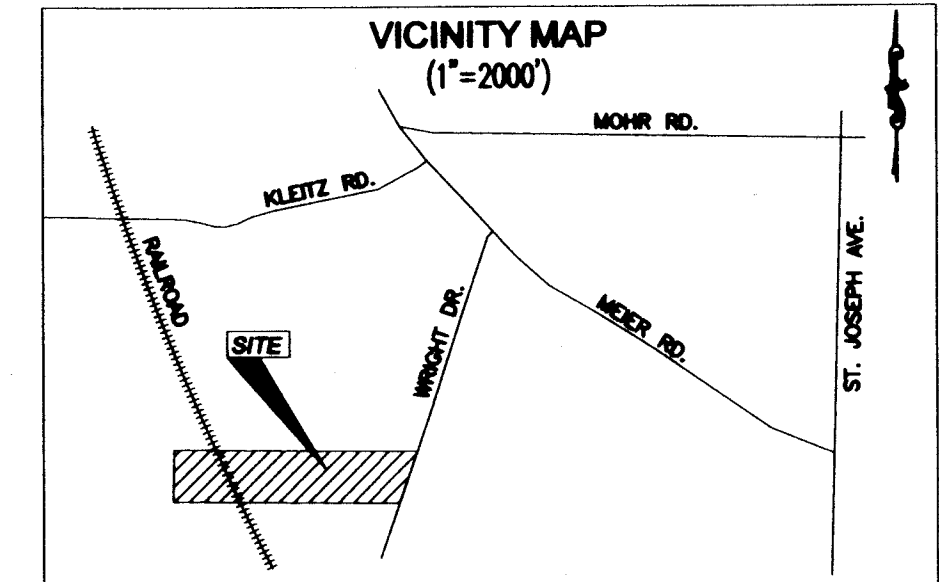 VICINITY MAP
(1"=2000')
MOHR RD.
KLEITZ RD.
RAILROAD
ST. JOSEPH AVE.
WRIGHT DR.
MEIER RD.
SITE